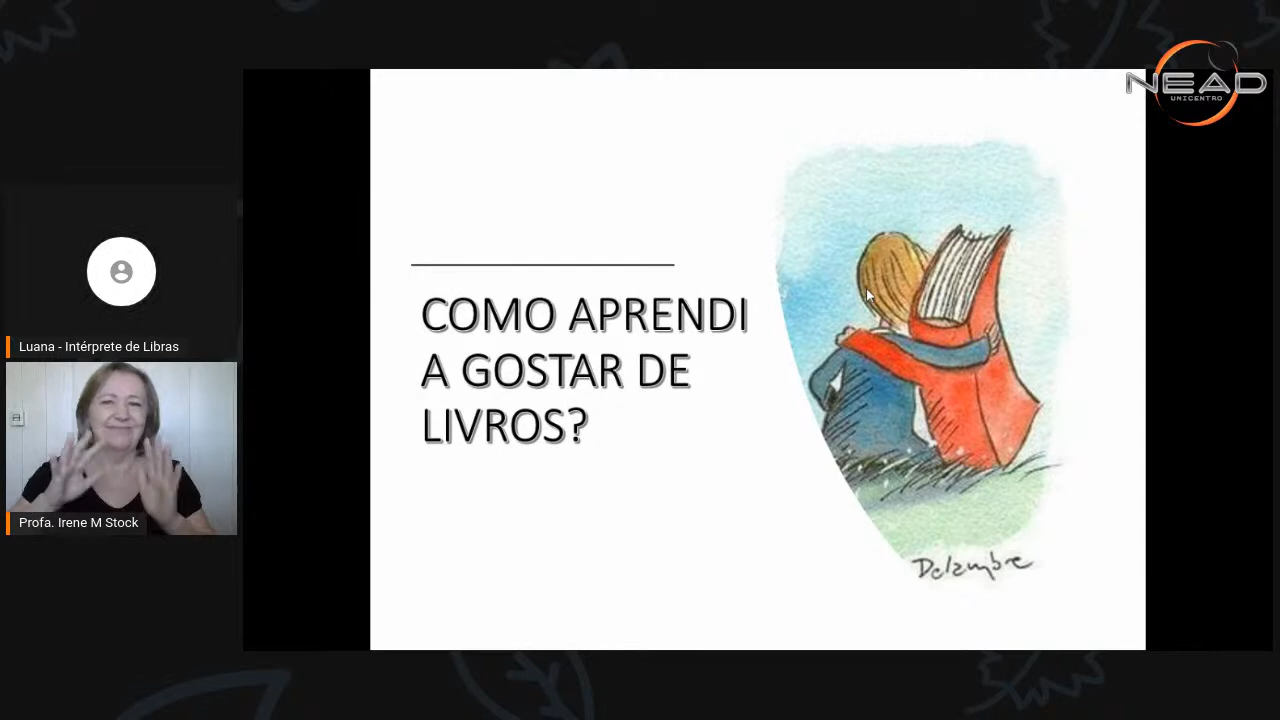 NEAD
UNICENTRO
COMO APRENDI
A GOSTAR DE
LIVROS?
Delambre
Luana - Intérprete de Libras
Profa. Irene M Stock